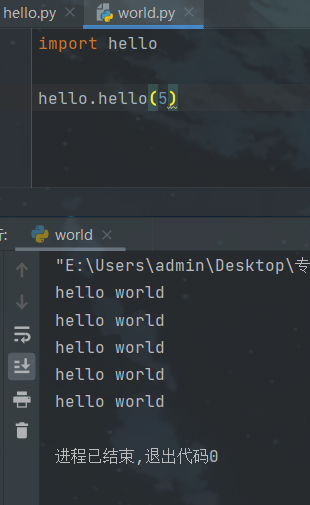 hello.py
world.py
import hello
hello.hello(5)
行:
world
"E:\Users\admin\Desktop\专
hello world
hello world
hello world
hello world
hello world
进程已结束,退出代码0